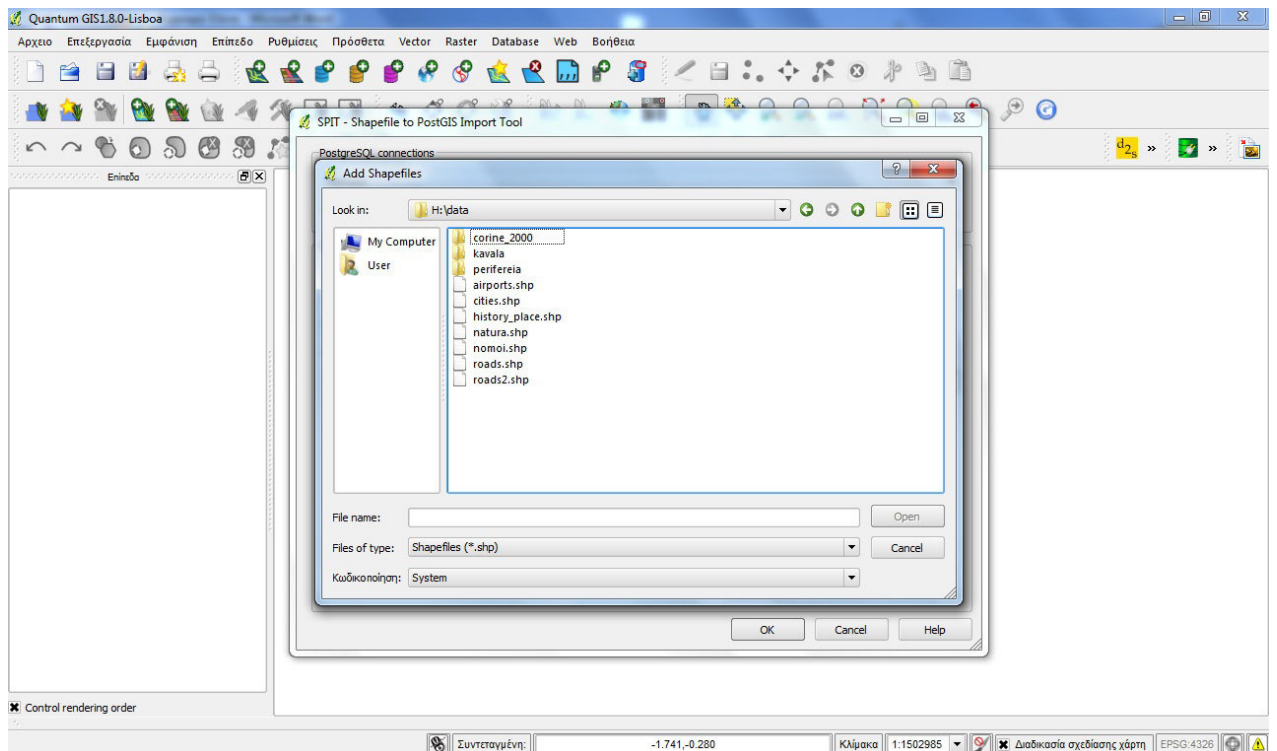 Quantum GIS1.8.0-Lisboa
Αρχειο Επεξεργασία Εμφάνιση Επίπεδο Ρυθμίσεις Πρόσθετα Vector Raster Database Web Βοήθεια
SPIT - Shapefile to PostGIS Import Tool
PostgreSQL connections
Επίπεδα
Add Shapefiles
Look in: H:\data
My Computer
User
corine_2000
kavala
perifereia
airports.shp
cities.shp
history_place.shp
natura.shp
nomoi.shp
roads.shp
roads2.shp
File name: Open
Files of type: Shapefiles (*.shp) Cancel
Κωδικοποίηση: System
OK Cancel Help
Control rendering order
Συντεταγμένη: -1.741,-0.280 Κλίμακα 1:1502985 Διαδικασία σχεδίασης χάρτη EPSG:4326